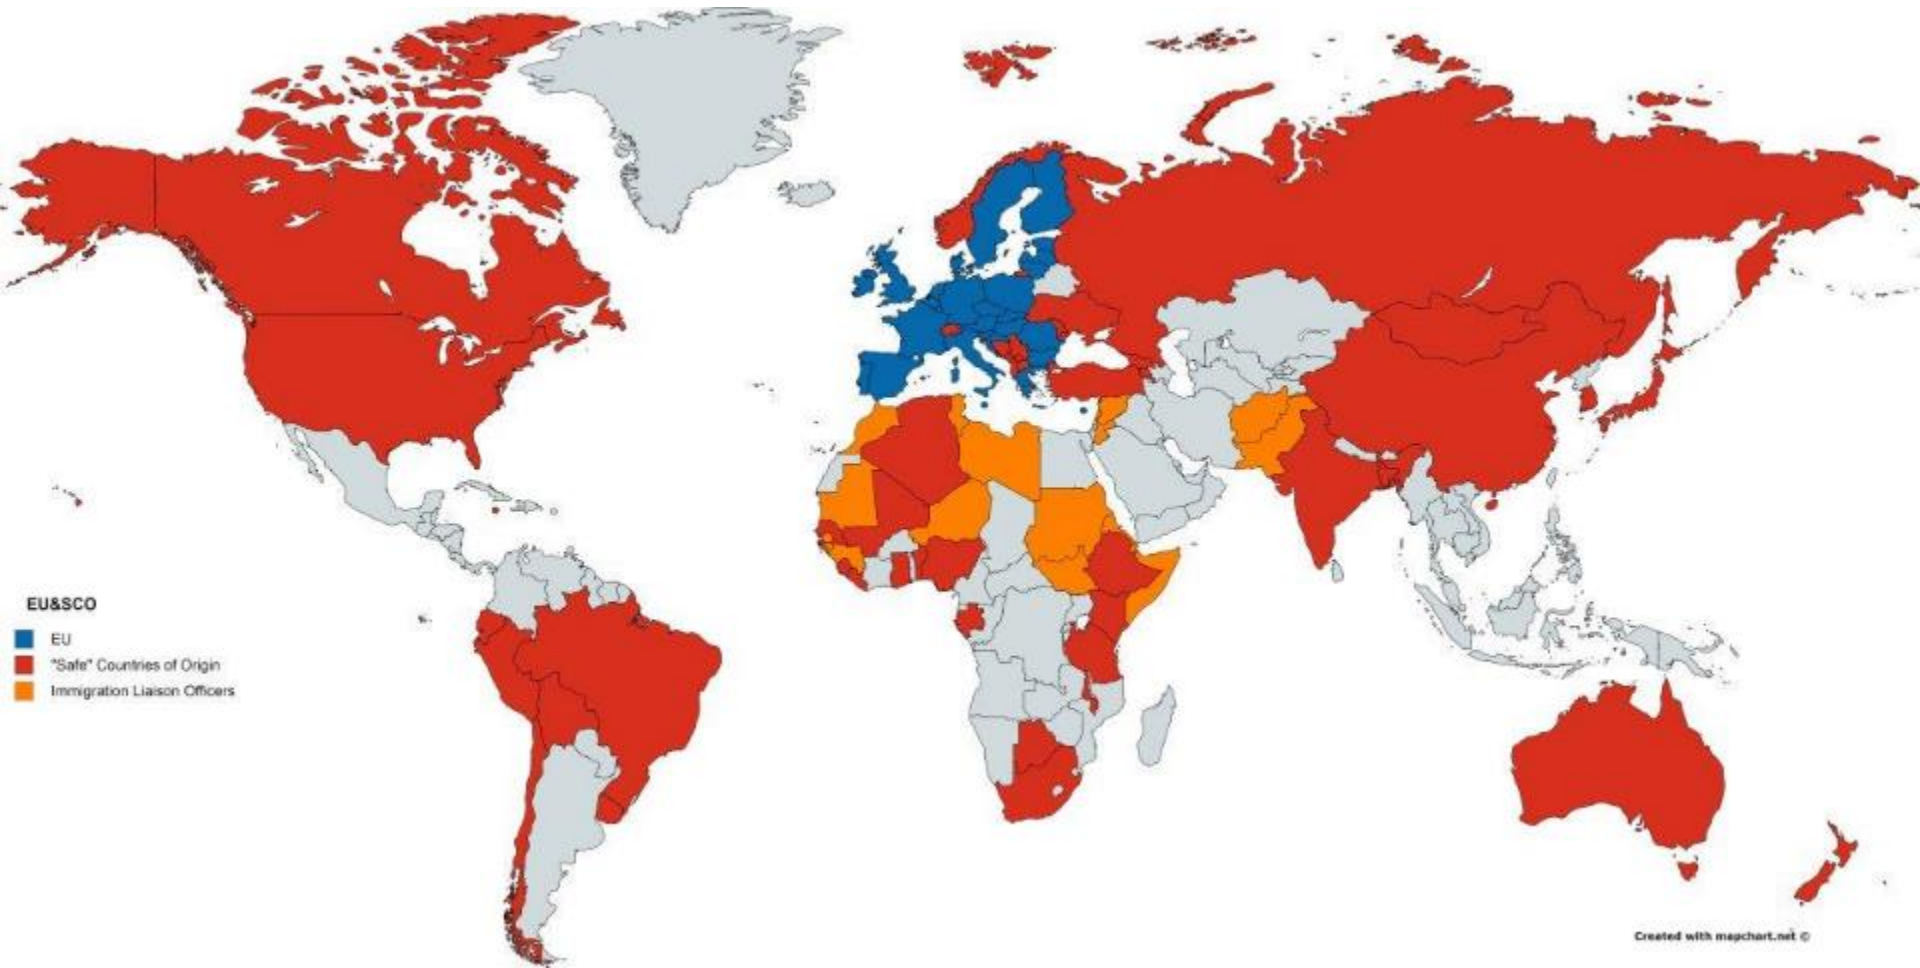 EU&SCO
EU
"Safe" Countries of Origin
Immigration Liaison Officers
Created with mapchart.net ©